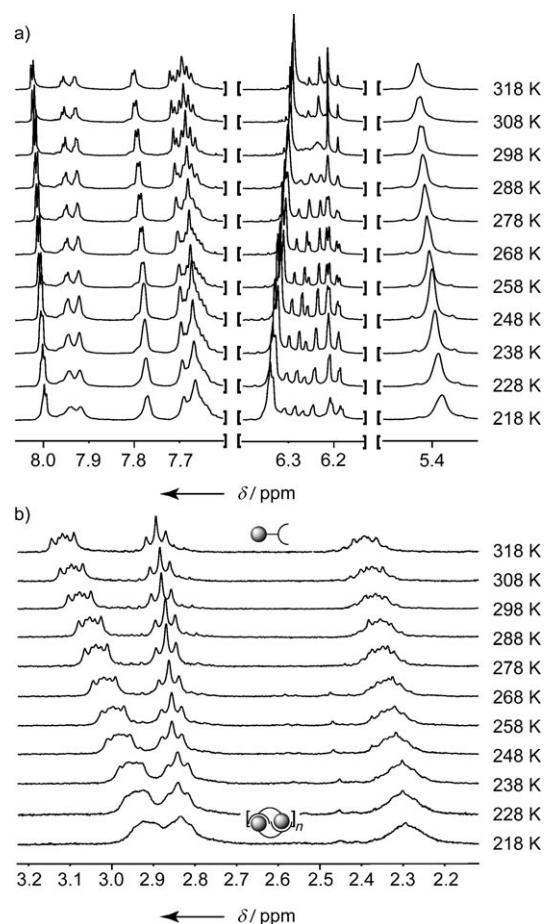 a)
] [ ] [ 318 K
308 K
298 K
288 K
278 K
268 K
258 K
248 K
238 K
228 K
218 K
] [ ] [
8.0 7.9 7.8 7.7 6.3 6.2 5.4
δ / ppm
b)
318 K
308 K
298 K
288 K
278 K
268 K
258 K
248 K
238 K
228 K
[ ]n
218 K
3.2 3.1 3.0 2.9 2.8 2.7 2.6 2.5 2.4 2.3 2.2
δ / ppm